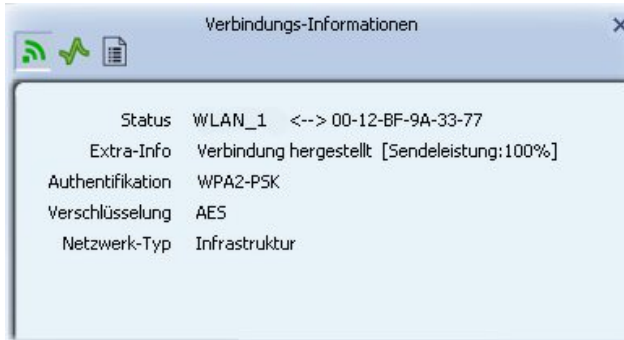 Verbindungs-Informationen
Status WLAN_1 <--> 00-12-BF-9A-33-77
Extra-Info Verbindung hergestellt [Sendeleistung:100%]
Authentifikation WPA2-PSK
Verschlüsselung AES
Netzwerk-Typ Infrastruktur